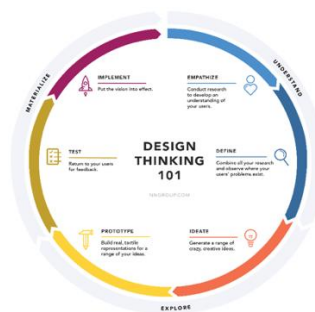 UNDERSTAND
MATERIALIZE
IMPLEMENT
Put the vision into effect.
EMPATHIZE
Conduct research
to develop an
understanding of
your users.
TEST
Return to your users
for feedback.
DESIGN
THINKING
101
NNGROUP.COM
DEFINE
Combine all your research
and observe where your
users' problems exist.
PROTOTYPE
Build real, tactile
representations for a
range of your ideas.
IDEATE
Generate a range of
crazy, creative ideas.
EXPLORE